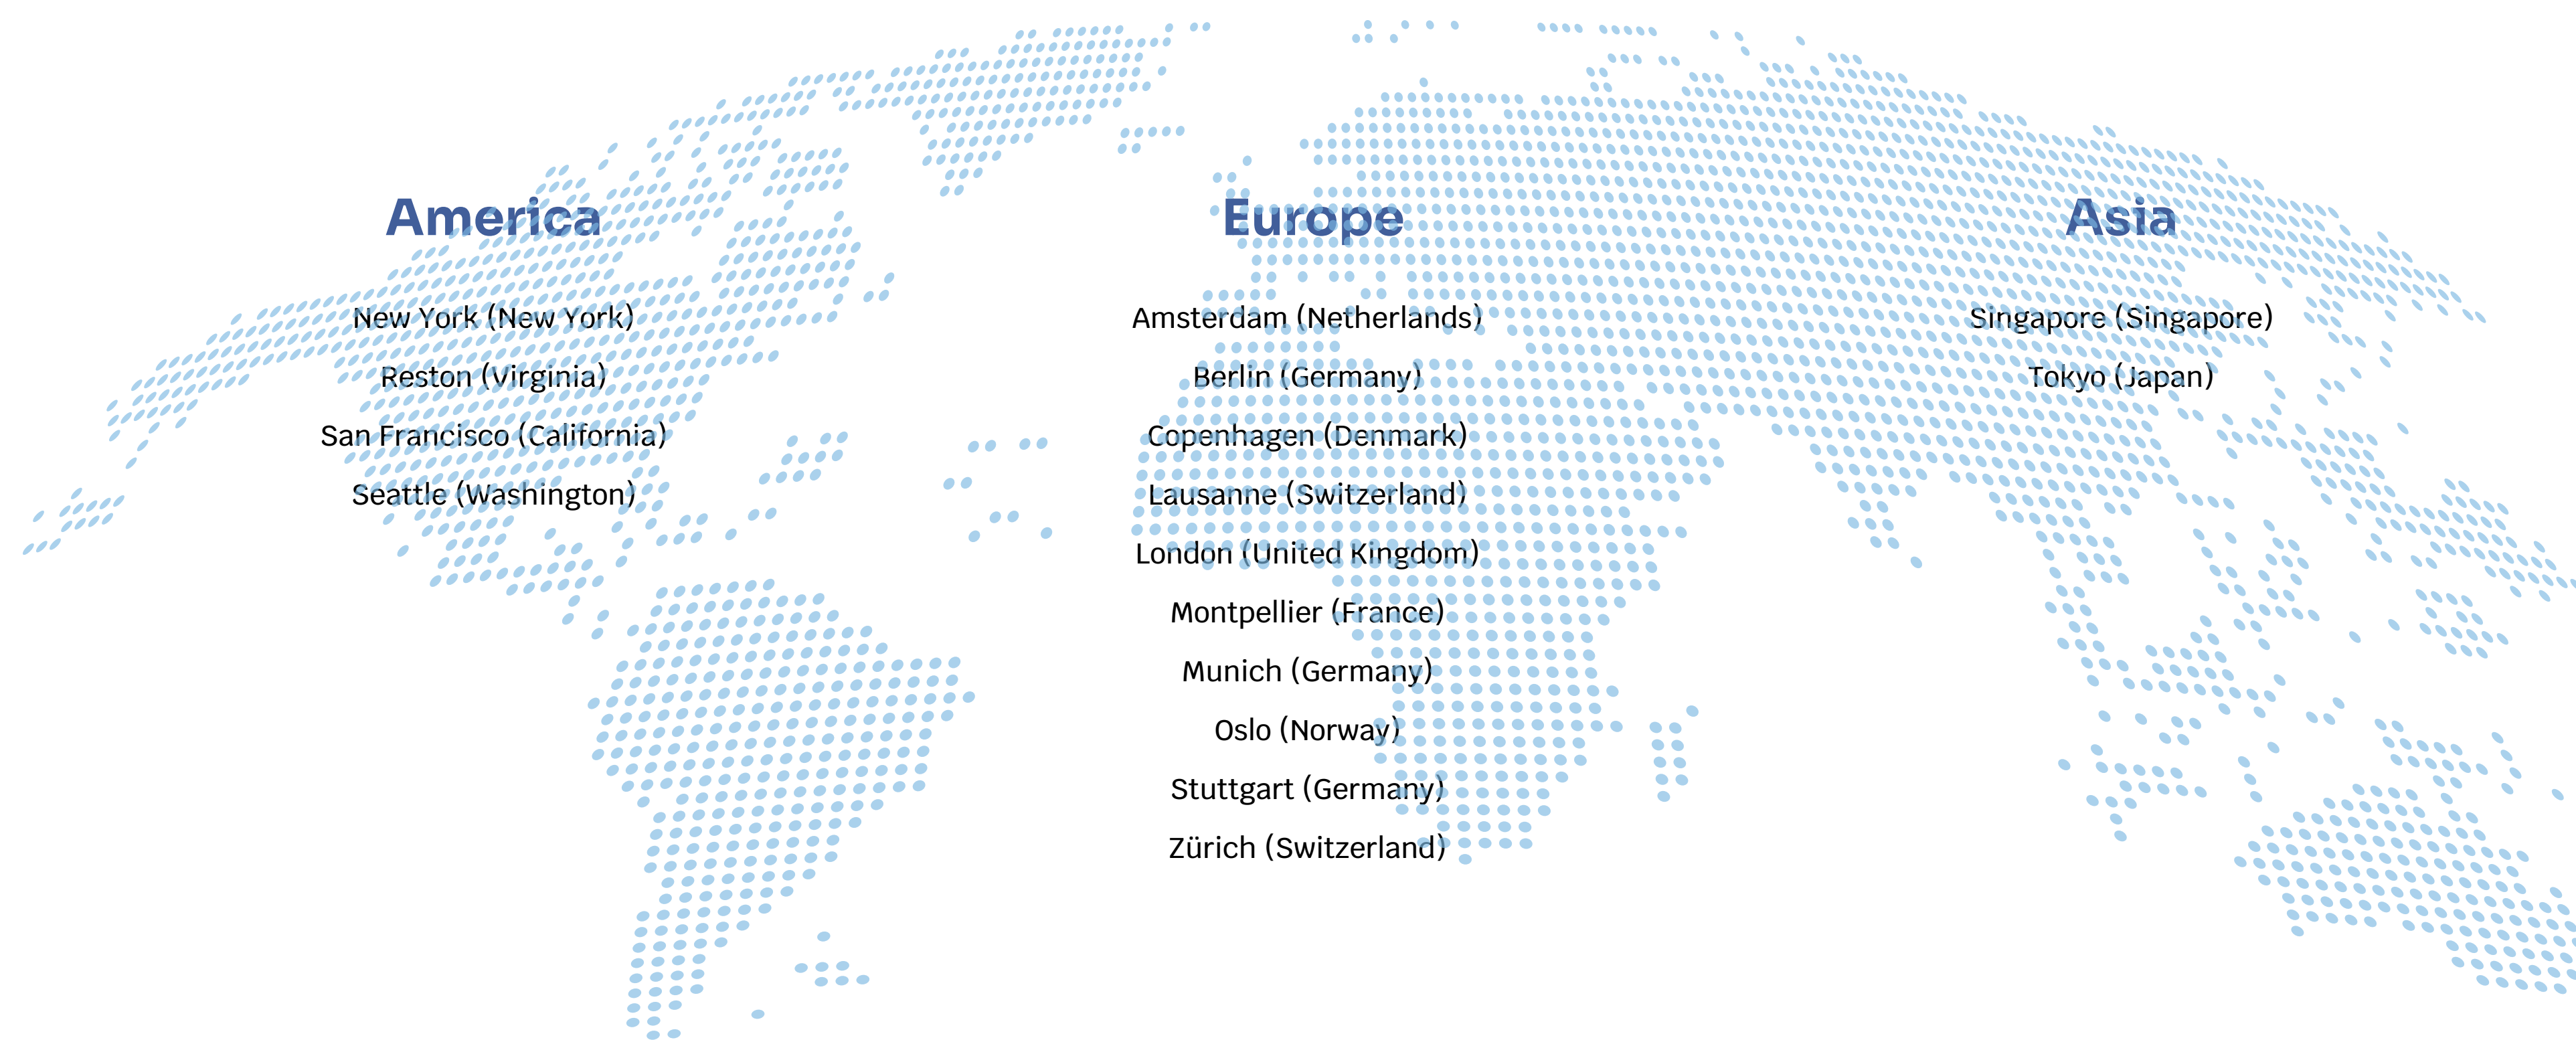 America
New York (New York)
Reston (Virginia)
San Francisco (California)
Seattle (Washington)
Europe
Amsterdam (Netherlands)
Berlin (Germany)
Copenhagen (Denmark)
Lausanne (Switzerland)
London (United Kingdom)
Montpellier (France)
Munich (Germany)
Oslo (Norway)
Stuttgart (Germany)
Zürich (Switzerland)
Asia
Singapore (Singapore)
Tokyo (Japan)